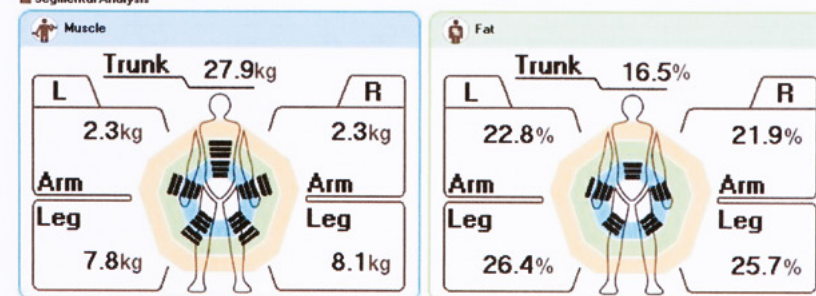 Segmental Analysis
Muscle
Trunk 27.9kg
L
R
2.3kg
2.3kg
Arm
Arm
Leg
Leg
7.8kg
8.1kg
Fat
Trunk 16.5%
L
R
22.8%
21.9%
Arm
Arm
Leg
Leg
26.4%
25.7%